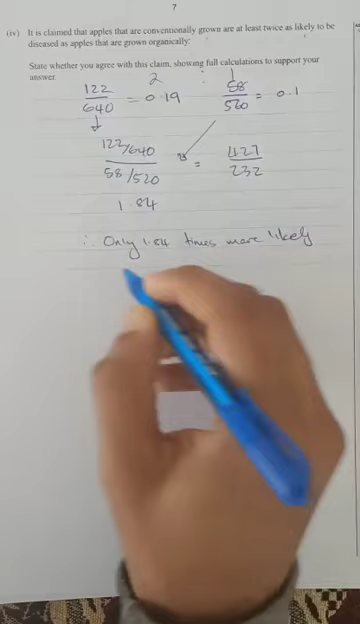 7
(iv) It is claimed that apples that are conventionally grown are at least twice as likely to be
diseased as apples that are grown organically.
State whether you agree with this claim, showing full calculations to support your
answer.
2 :
122/640 = 0.19 58/520 = 0.1
122/640 / 58/520 = 427/232
1.84
∴ Only 1.84 times more likely